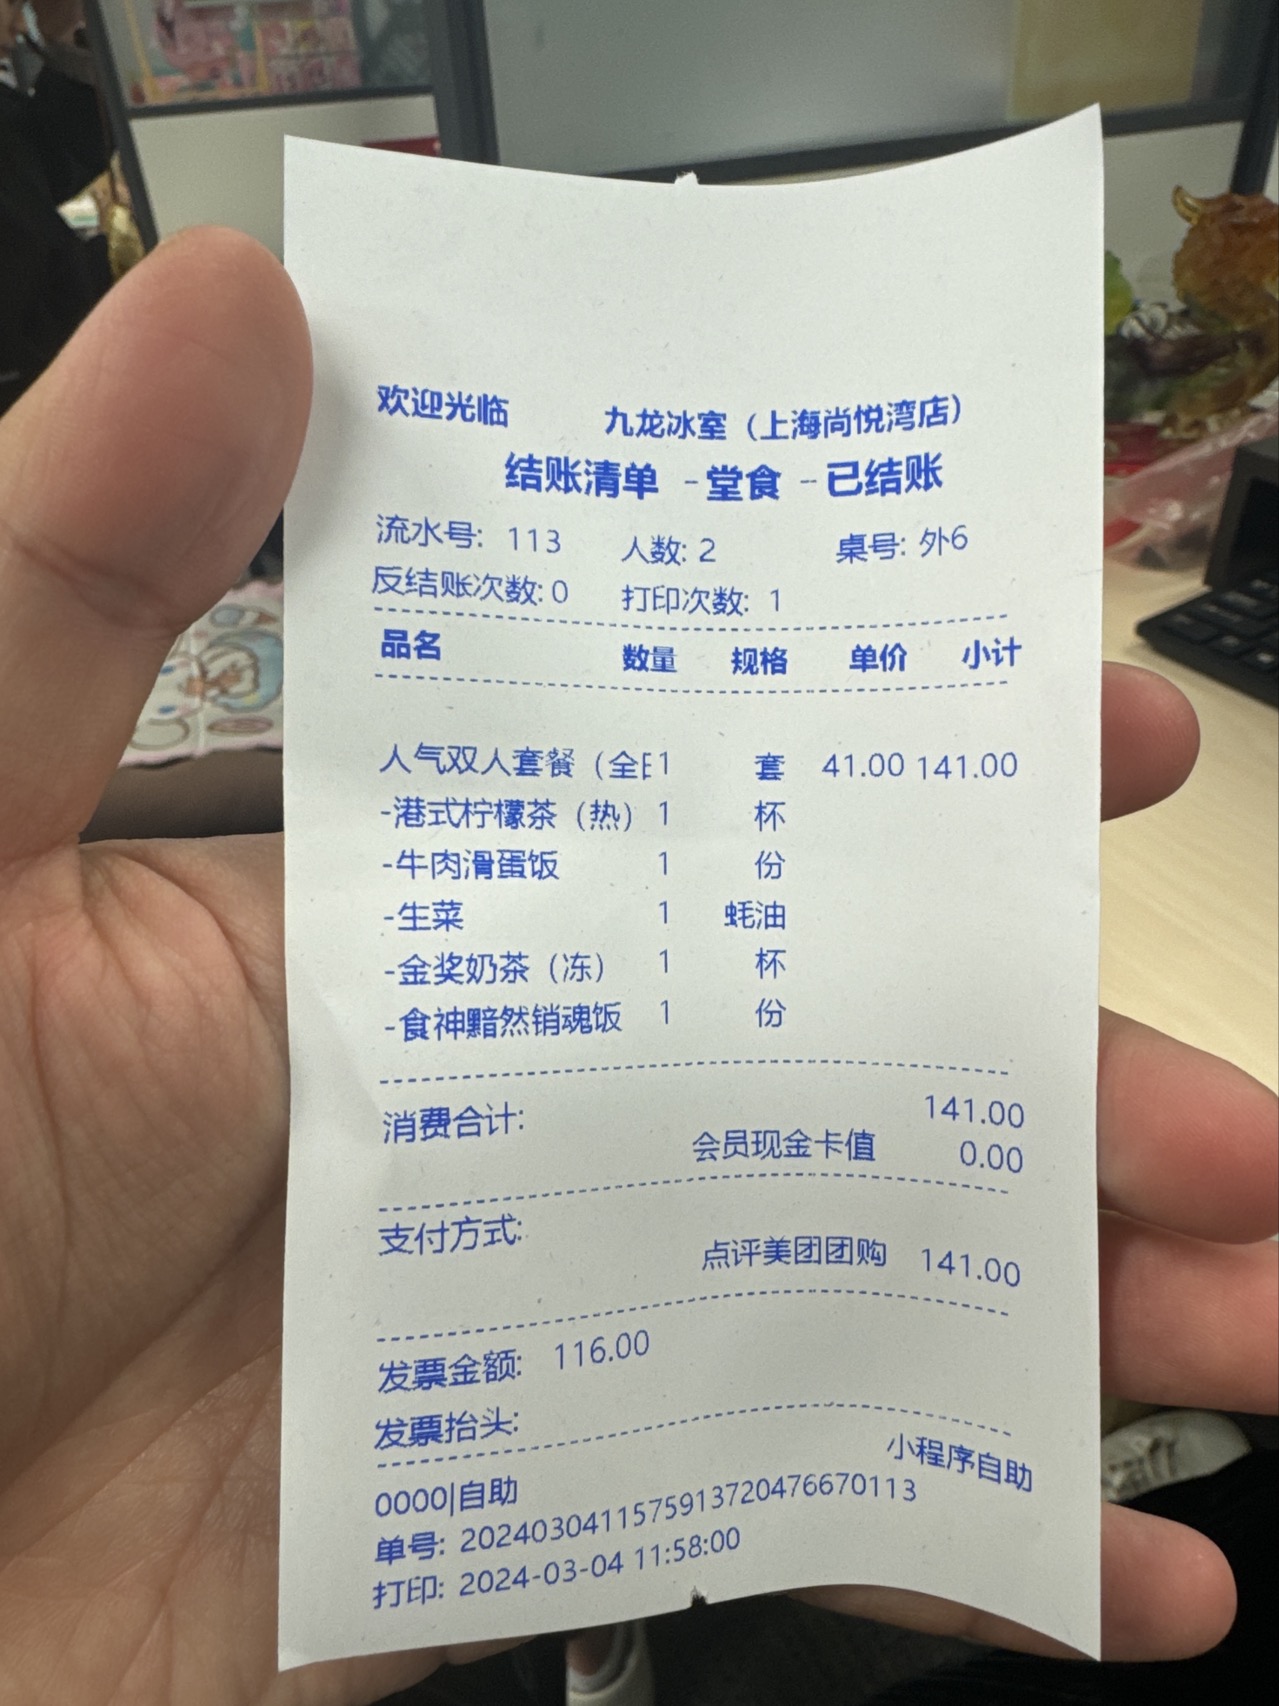 欢迎光临 九龙冰室（上海尚悦湾店）
结账清单 -堂食 -已结账
流水号: 113 人数: 2 桌号: 外6
反结账次数: 0 打印次数: 1
品名 数量 规格 单价 小计
人气双人套餐（全日1 套 41.00 141.00
-港式柠檬茶（热） 1 杯
-牛肉滑蛋饭 1 份
-生菜 1 蚝油
-金奖奶茶（冻） 1 杯
-食神黯然销魂饭 1 份
消费合计: 141.00
会员现金卡值 0.00
支付方式:
点评美团团购 141.00
发票金额: 116.00
发票抬头:
0000|自助 小程序自助
单号: 20240304115759137204766701​13
打印: 2024-03-04 11:58:00